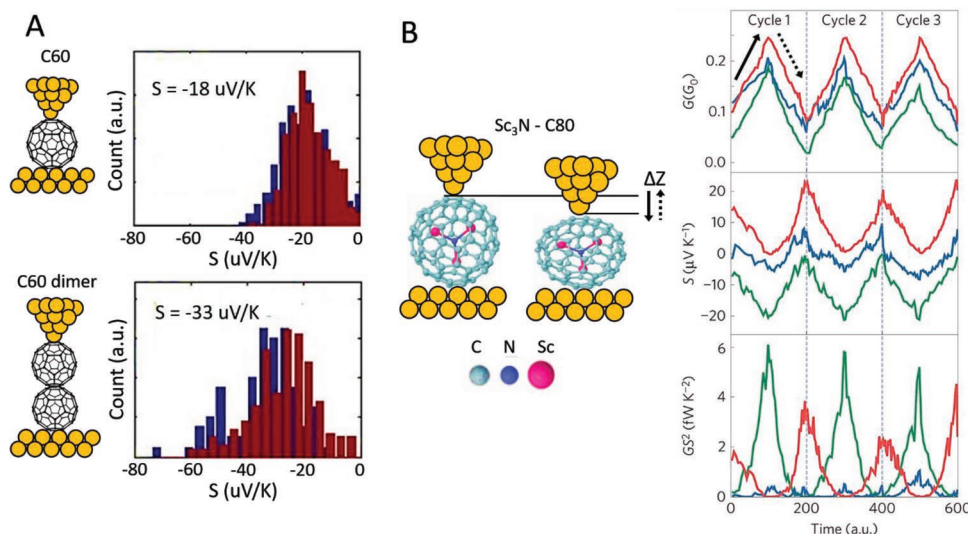 A
C60
S = -18 uV/K
Count (a.u.)
-80 -60 -40 -20 0
S (uV/K)
C60 dimer
S = -33 uV/K
Count (a.u.)
-80 -60 -40 -20 0
S (uV/K)
B
Sc₃N - C80
ΔZ
C N Sc
Cycle 1 Cycle 2 Cycle 3
G(G₀)
0.2
0.1
0.0
S (μV K⁻¹)
20
10
0
−10
−20
GS² (fW K⁻²)
6
4
2
0
0 200 400 600
Time (a.u.)